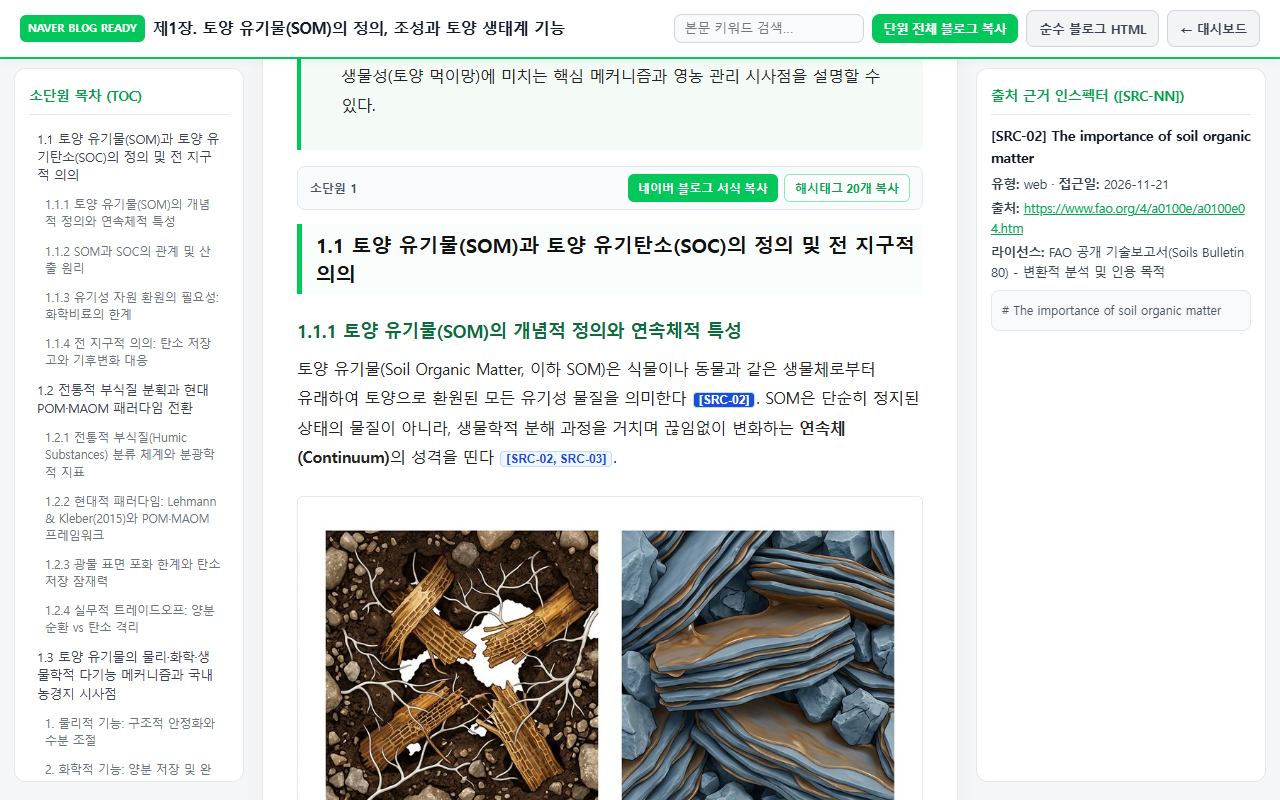 NAVER BLOG READY 제1장. 토양 유기물(SOM)의 정의, 조성과 토양 생태계 기능
본문 키워드 검색...
단원 전체 블로그 복사
순수 블로그 HTML
← 대시보드
소단원 목차 (TOC)
1.1 토양 유기물(SOM)과 토양 유
기탄소(SOC)의 정의 및 전 지구
적 의의
1.1.1 토양 유기물(SOM)의 개념
적 정의와 연속체적 특성
1.1.2 SOM과 SOC의 관계 및 산
출 원리
1.1.3 유기성 자원 환원의 필요성:
화학비료의 한계
1.1.4 전 지구적 의의: 탄소 저장
고와 기후변화 대응
1.2 전통적 부식질 분획과 현대
POM·MAOM 패러다임 전환
1.2.1 전통적 부식질(Humic
Substances) 분류 체계와 분광학
적 지표
1.2.2 현대적 패러다임: Lehmann
& Kleber(2015)와 POM·MAOM
프레임워크
1.2.3 광물 표면 포화 한계와 탄소
저장 잠재력
1.2.4 실무적 트레이드오프: 양분
순환 vs 탄소 격리
1.3 토양 유기물의 물리·화학·생
물학적 다기능 메커니즘과 국내
농경지 시사점
1. 물리적 기능: 구조적 안정화와
수분 조절
2. 화학적 기능: 양분 저장 및 완
생물성(토양 먹이망)에 미치는 핵심 메커니즘과 영농 관리 시사점을 설명할 수
있다.
소단원 1
네이버 블로그 서식 복사
해시태그 20개 복사
1.1 토양 유기물(SOM)과 토양 유기탄소(SOC)의 정의 및 전 지구적
의의
1.1.1 토양 유기물(SOM)의 개념적 정의와 연속체적 특성
토양 유기물(Soil Organic Matter, 이하 SOM)은 식물이나 동물과 같은 생물체로부터
유래하여 토양으로 환원된 모든 유기성 물질을 의미한다 [SRC-02]. SOM은 단순히 정지된
상태의 물질이 아니라, 생물학적 분해 과정을 거치며 끊임없이 변화하는 연속체
(Continuum)의 성격을 띤다 [SRC-02, SRC-03].
출처 근거 인스펙터 ([SRC-NN])
[SRC-02] The importance of soil organic
matter
유형: web · 접근일: 2026-11-21
출처: https://www.fao.org/4/a0100e/a0100e0
4.htm
라이선스: FAO 공개 기술보고서(Soils Bulletin
80) - 변환적 분석 및 인용 목적
# The importance of soil organic matter